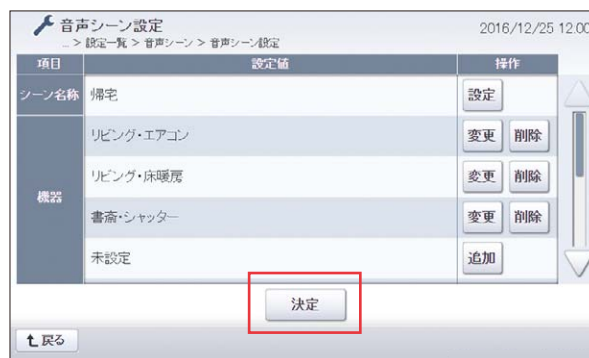 音声シーン設定
2016/12/25 12:00
...> 設定一覧 > 音声シーン > 音声シーン設定
項目 設定値 操作
シーン名称 帰宅 設定
リビング・エアコン 変更 削除
リビング・床暖房 変更 削除
機器
書斎・シャッター 変更 削除
未設定 追加
決定
戻る